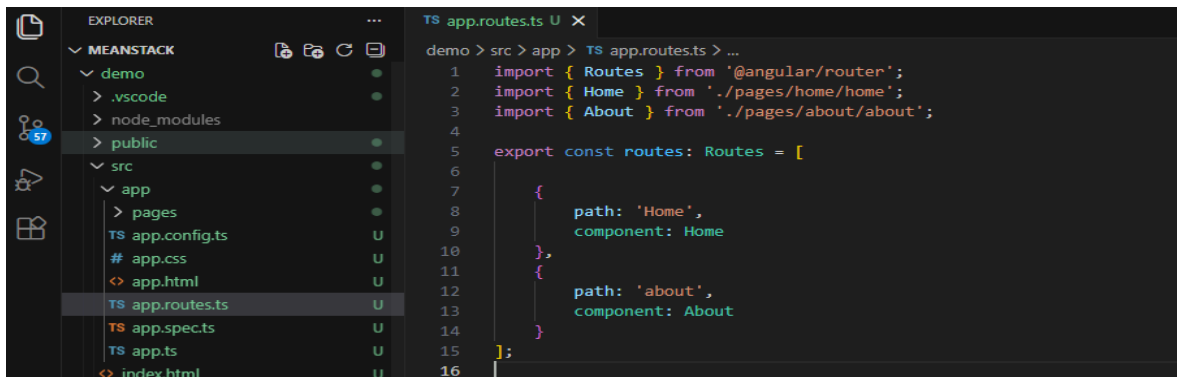 EXPLORER
MEANSTACK
demo
.vscode
node_modules
57
public
src
app
pages
TS app.config.ts U
# app.css U
<> app.html U
TS app.routes.ts U
TS app.spec.ts U
TS app.ts U
<> index.html U
TS app.routes.ts U
demo > src > app > TS app.routes.ts > ...
1 import { Routes } from '@angular/router';
2 import { Home } from './pages/home/home';
3 import { About } from './pages/about/about';
4
5 export const routes: Routes = [
6
7 {
8 path: 'Home',
9 component: Home
10 },
11 {
12 path: 'about',
13 component: About
14 }
15 ];
16